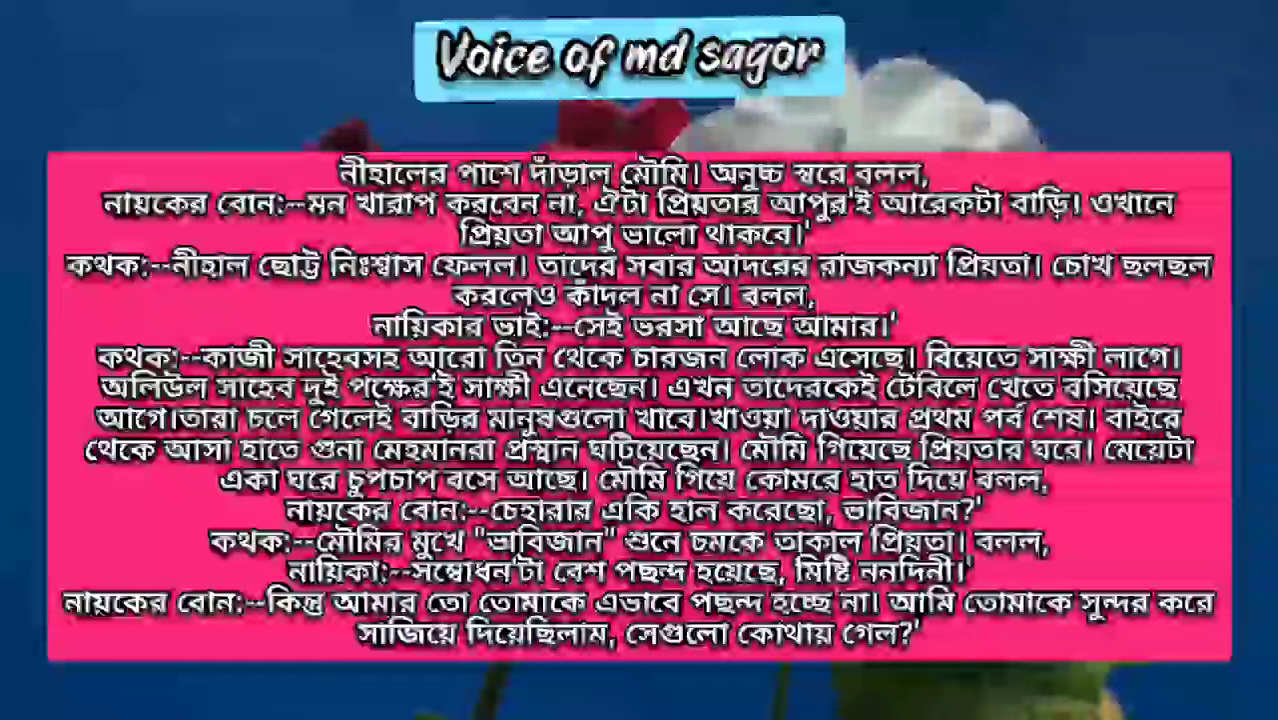 Voice of md sagor
নীহালের পাশে দাঁড়াল মৌমি। অনুচ্চ স্বরে বলল,
নায়কের বোন:--মন খারাপ করবেন না, ঐটা প্রিয়তার আপুর'ই আরেকটা বাড়ি। ওখানে
প্রিয়তা আপু ভালো থাকবে।'
কথক:--নীহাল ছোট্ট নিঃশ্বাস ফেলল। তাদের সবার আদরের রাজকন্যা প্রিয়তা। চোখ ছলছল
করলেও কাঁদল না সে। বলল,
নায়িকার ভাই:--সেই ভরসা আছে আমার।'
কথক:--কাজী সাহেবসহ আরো তিন থেকে চারজন লোক এসেছে। বিয়েতে সাক্ষী লাগে।
অলিউল সাহেব দুই পক্ষের'ই সাক্ষী এনেছেন। এখন তাদেরকেই টেবিলে খেতে বসিয়েছে
আগে।তারা চলে গেলেই বাড়ির মানুষগুলো খাবে।খাওয়া দাওয়ার প্রথম পর্ব শেষ। বাইরে
থেকে আসা হাতে গুনা মেহমানরা প্রস্থান ঘটিয়েছেন। মৌমি গিয়েছে প্রিয়তার ঘরে। মেয়েটা
একা ঘরে চুপচাপ বসে আছে। মৌমি গিয়ে কোমরে হাত দিয়ে বলল,
নায়কের বোন:--চেহারার একি হাল করেছো, ভাবিজান?'
কথক:--মৌমির মুখে "ভাবিজান" শুনে চমকে তাকাল প্রিয়তা। বলল,
নায়িকা:--সম্বোধন'টা বেশ পছন্দ হয়েছে, মিষ্টি ননদিনী।'
নায়কের বোন:--কিন্তু আমার তো তোমাকে এভাবে পছন্দ হচ্ছে না। আমি তোমাকে সুন্দর করে
সাজিয়ে দিয়েছিলাম, সেগুলো কোথায় গেল?'